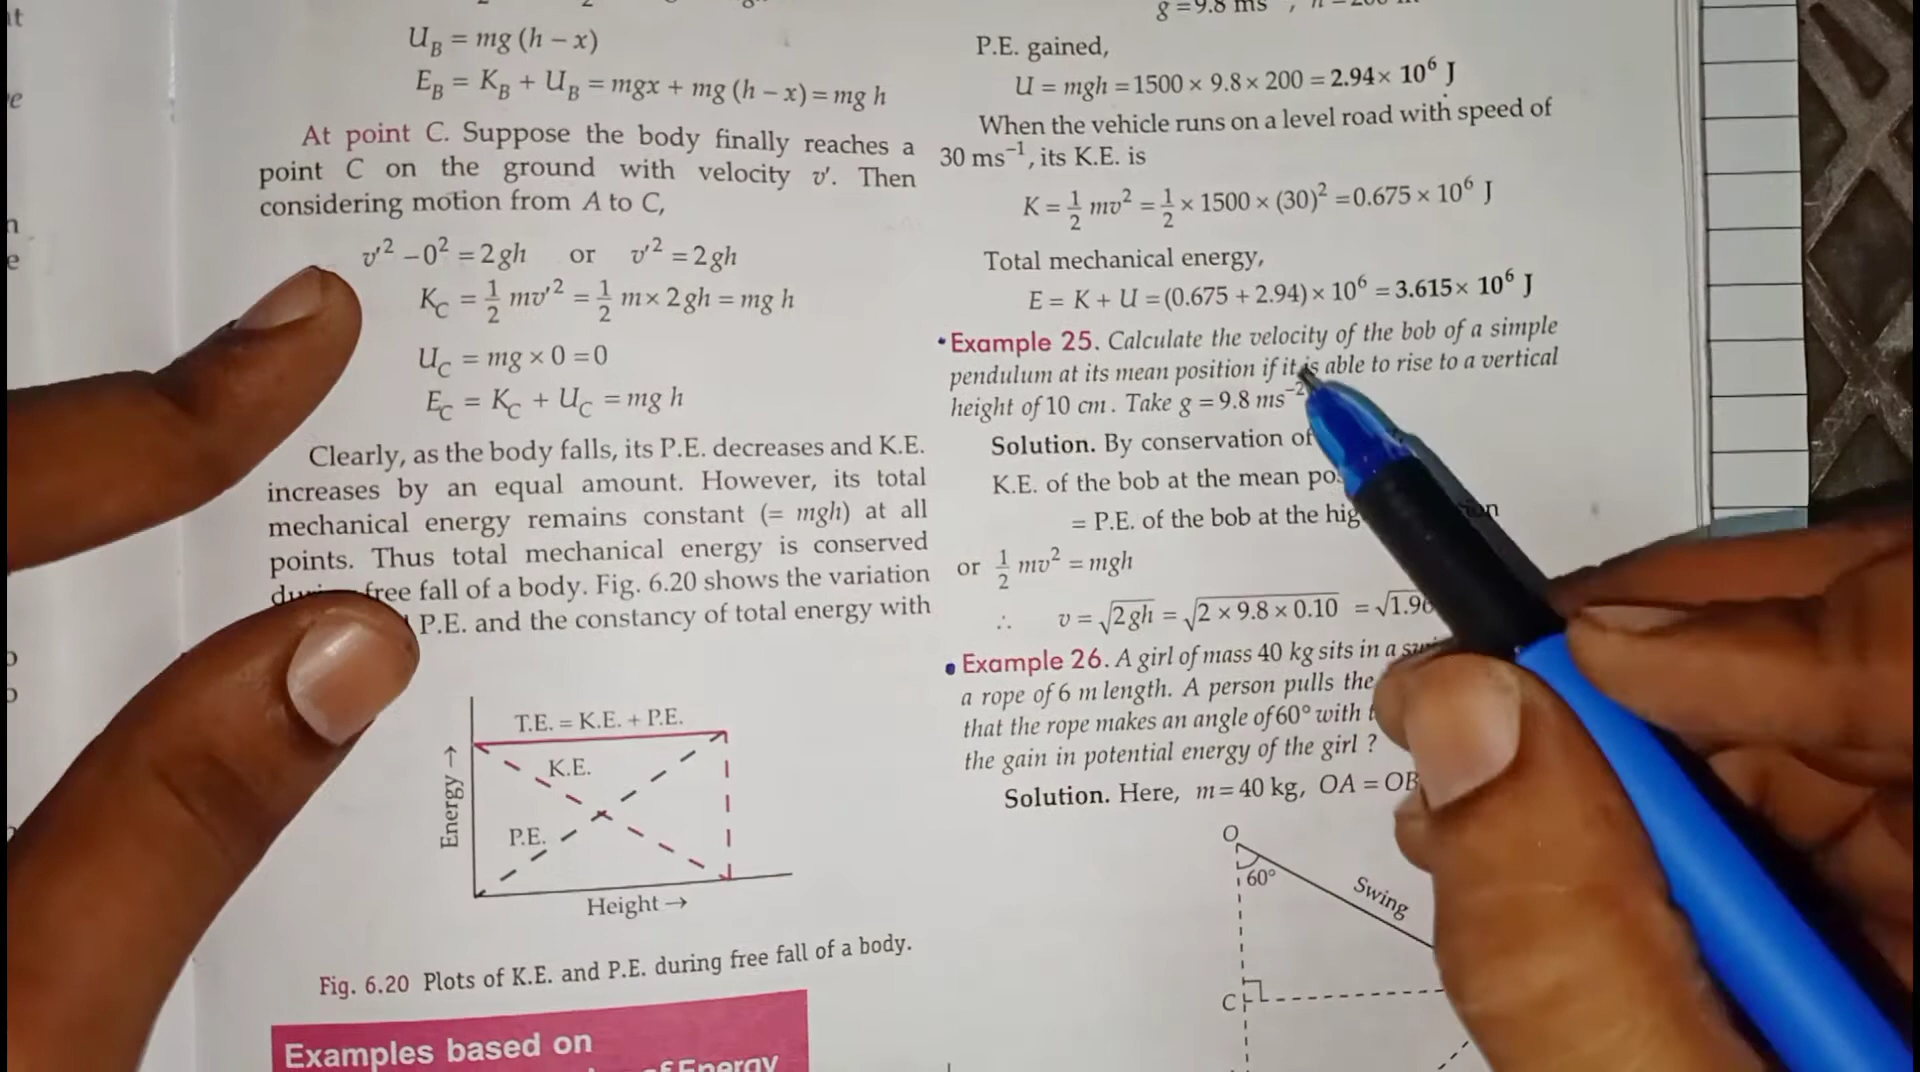 U_B = mg (h – x)
E_B = K_B + U_B = mgx + mg (h – x) = mg h
At point C. Suppose the body finally reaches a
point C on the ground with velocity v′. Then
considering motion from A to C,
v′² – 0² = 2gh or v′² = 2gh
K_C = 1/2 mv′² = 1/2 m × 2gh = mg h
U_C = mg × 0 = 0
E_C = K_C + U_C = mg h
Clearly, as the body falls, its P.E. decreases and K.E.
increases by an equal amount. However, its total
mechanical energy remains constant (= mgh) at all
points. Thus total mechanical energy is conserved
free fall of a body. Fig. 6.20 shows the variation
P.E. and the constancy of total energy with
T.E. = K.E. + P.E.
K.E.
P.E.
Energy →
Height →
Fig. 6.20 Plots of K.E. and P.E. during free fall of a body.
Examples based on
of Energy
g = 9.8 ms
P.E. gained,
U = mgh = 1500 × 9.8 × 200 = 2.94 × 10⁶ J
When the vehicle runs on a level road with speed of
30 ms⁻¹, its K.E. is
K = 1/2 mv² = 1/2 × 1500 × (30)² = 0.675 × 10⁶ J
Total mechanical energy,
E = K + U = (0.675 + 2.94) × 10⁶ = 3.615 × 10⁶ J
Example 25. Calculate the velocity of the bob of a simple
pendulum at its mean position if it is able to rise to a vertical
height of 10 cm. Take g = 9.8 ms⁻²
Solution. By conservation of
K.E. of the bob at the mean
= P.E. of the bob at the
or 1/2 mv² = mgh
∴ v = √2gh = √2 × 9.8 × 0.10 = √1.96
Example 26. A girl of mass 40 kg sits in a
a rope of 6 m length. A person pulls the
that the rope makes an angle of 60° with
the gain in potential energy of the girl ?
Solution. Here, m = 40 kg, OA = OB
O
60°
Swing
C